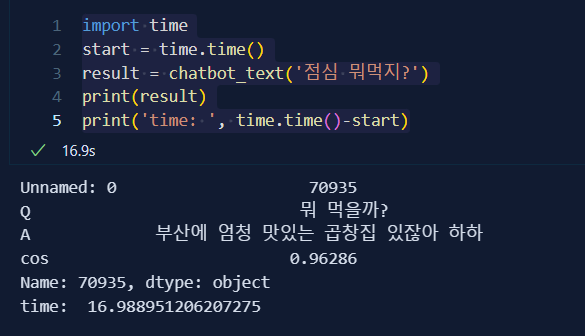 1 import time
2 start = time.time()
3 result = chatbot_text('점심 뭐먹지?')
4 print(result)
5 print('time: ', time.time()-start)
16.9s
Unnamed: 0 70935
Q 뭐 먹을까?
A 부산에 엄청 맛있는 곱창집 있잖아 하하
cos 0.96286
Name: 70935, dtype: object
time:  16.988951206207275